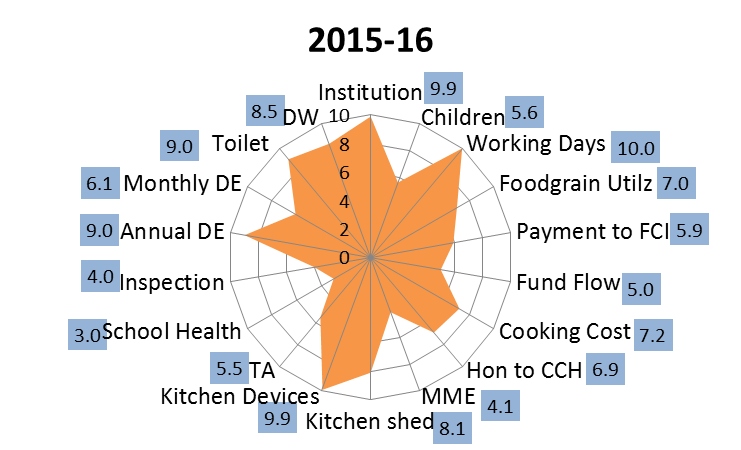 2015-16
Institution 9.9
Children 5.6
Working Days 10.0
Foodgrain Utilz 7.0
Payment to FCI 5.9
Fund Flow 5.0
Cooking Cost 7.2
Hon to CCH 6.9
MME 4.1
Kitchen shed 8.1
Kitchen Devices 9.9
TA 5.5
School Health 3.0
Inspection 4.0
Annual DE 9.0
Monthly DE 6.1
Toilet 9.0
DW 8.5
10
8
6
4
2
0